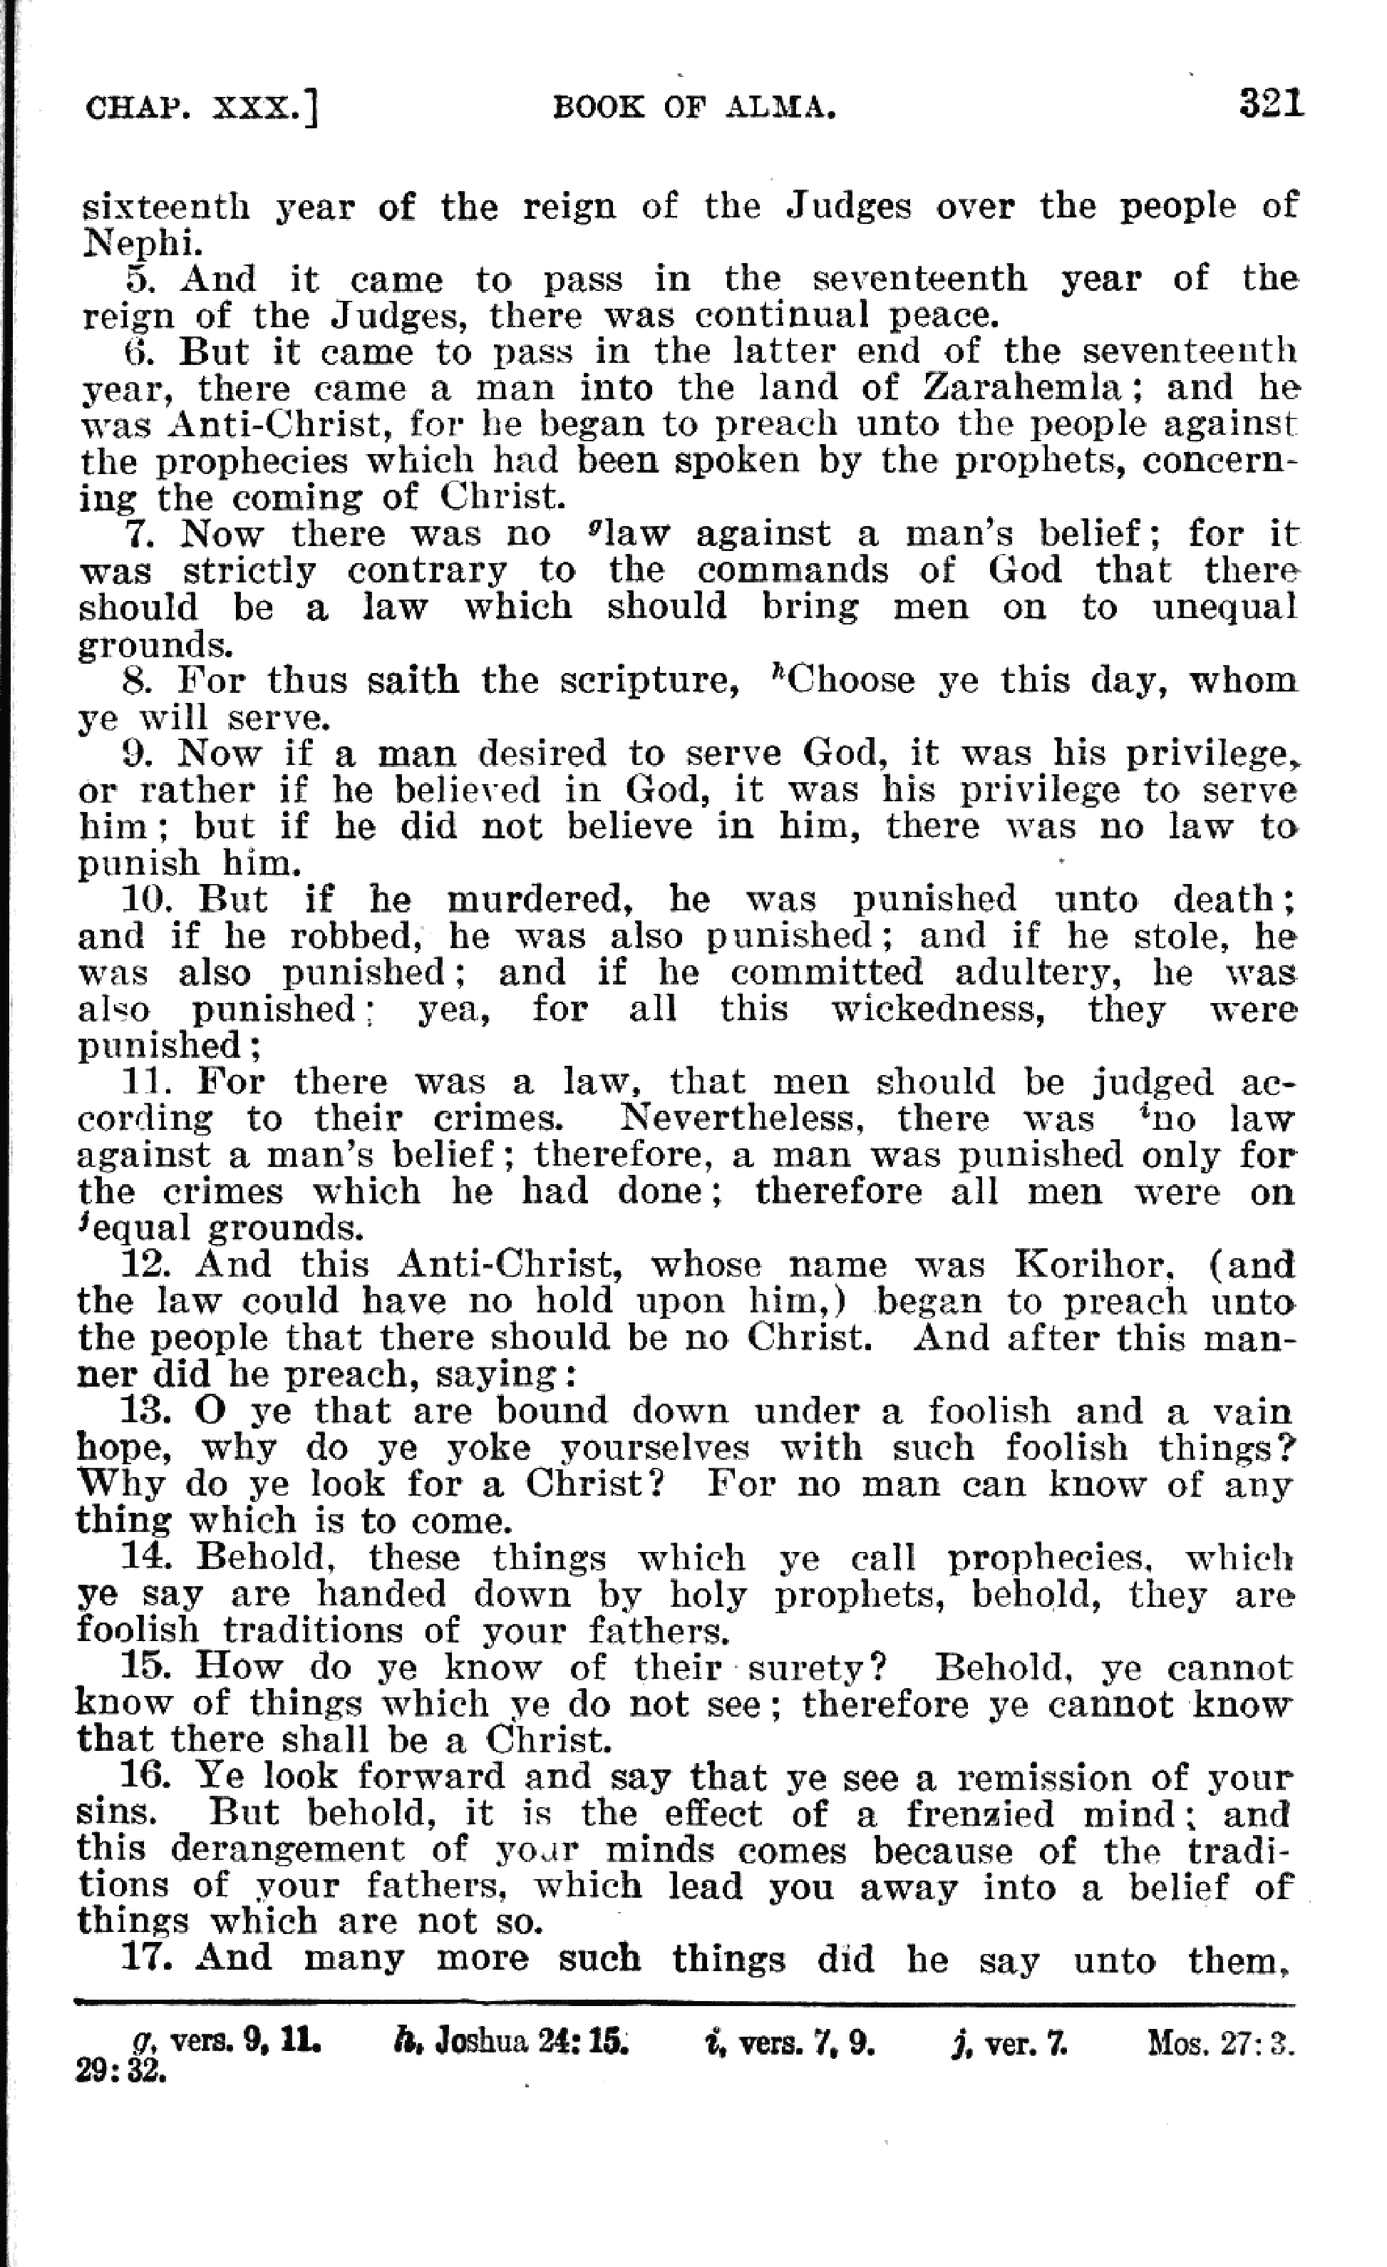 CHAP. XXX.] BOOK OF ALMA. 321
sixteenth year of the reign of the Judges over the people of
Nephi.
5. And it came to pass in the seventeenth year of the
reign of the Judges, there was continual peace.
6. But it came to pass in the latter end of the seventeenth
year, there came a man into the land of Zarahemla; and he
was Anti-Christ, for he began to preach unto the people against
the prophecies which had been spoken by the prophets, concern-
ing the coming of Christ.
7. Now there was no glaw against a man's belief; for it
was strictly contrary to the commands of God that there
should be a law which should bring men on to unequal
grounds.
8. For thus saith the scripture, hChoose ye this day, whom
ye will serve.
9. Now if a man desired to serve God, it was his privilege,
or rather if he believed in God, it was his privilege to serve
him; but if he did not believe in him, there was no law to
punish him.
10. But if he murdered, he was punished unto death;
and if he robbed, he was also punished; and if he stole, he
was also punished; and if he committed adultery, he was
also punished; yea, for all this wickedness, they were
punished;
11. For there was a law, that men should be judged ac-
cording to their crimes. Nevertheless, there was ino law
against a man's belief; therefore, a man was punished only for
the crimes which he had done; therefore all men were on
jequal grounds.
12. And this Anti-Christ, whose name was Korihor, (and
the law could have no hold upon him,) began to preach unto
the people that there should be no Christ. And after this man-
ner did he preach, saying:
13. O ye that are bound down under a foolish and a vain
hope, why do ye yoke yourselves with such foolish things?
Why do ye look for a Christ? For no man can know of any
thing which is to come.
14. Behold, these things which ye call prophecies, which
ye say are handed down by holy prophets, behold, they are
foolish traditions of your fathers.
15. How do ye know of their surety? Behold, ye cannot
know of things which ye do not see; therefore ye cannot know
that there shall be a Christ.
16. Ye look forward and say that ye see a remission of your
sins. But behold, it is the effect of a frenzied mind; and
this derangement of your minds comes because of the tradi-
tions of your fathers, which lead you away into a belief of
things which are not so.
17. And many more such things did he say unto them,
g, vers. 9, 11. h, Joshua 24: 15. i, vers. 7, 9. j, ver. 7. Mos. 27: 3.
29: 32.